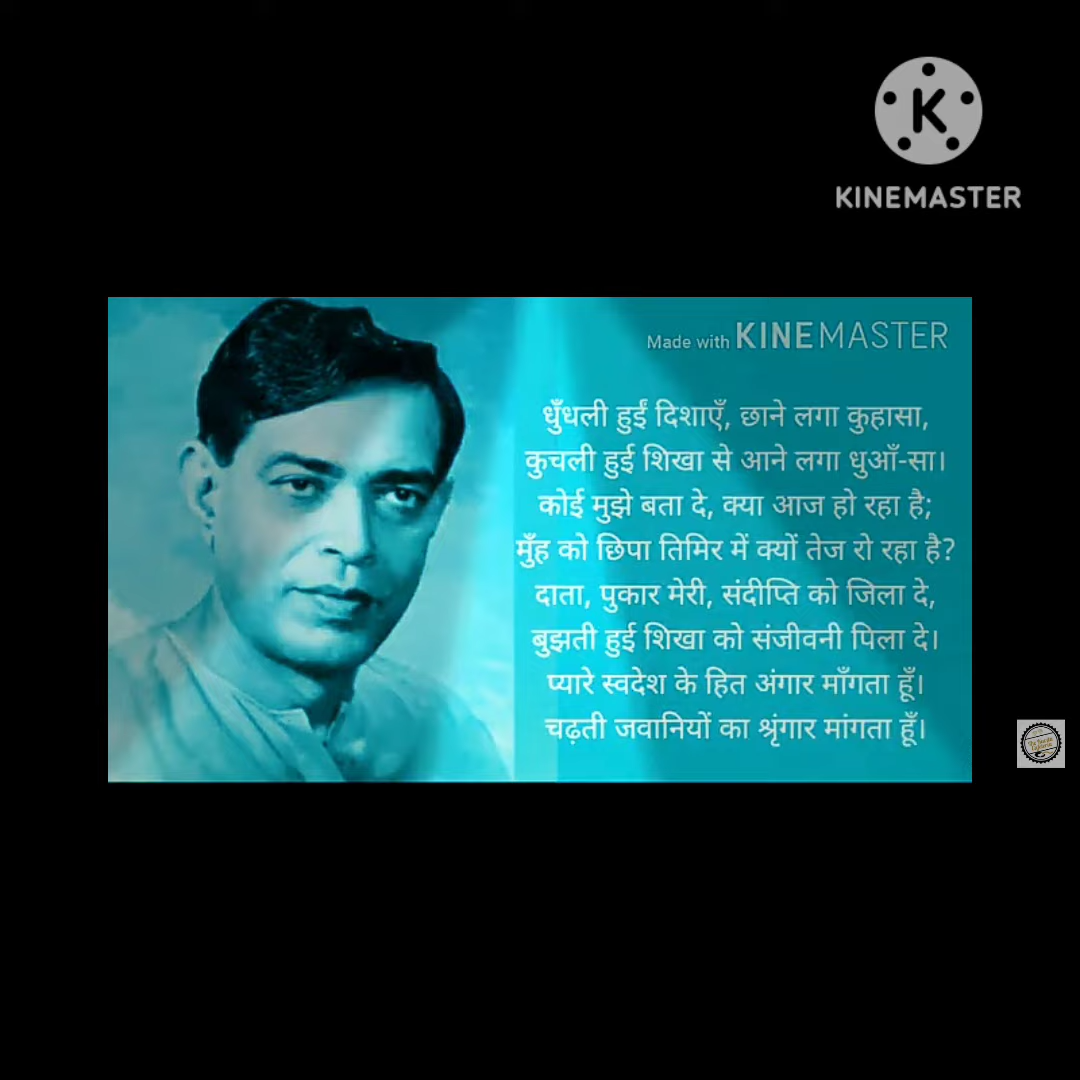 K
KINEMASTER
Made with KINEMASTER
धुँधली हुईं दिशाएँ, छाने लगा कुहासा,
कुचली हुई शिखा से आने लगा धुआँ-सा।
कोई मुझे बता दे, क्या आज हो रहा है;
मुँह को छिपा तिमिर में क्यों तेज रो रहा है?
दाता, पुकार मेरी, संदीप्ति को जिला दे,
बुझती हुई शिखा को संजीवनी पिला दे।
प्यारे स्वदेश के हित अंगार माँगता हूँ।
चढ़ती जवानियों का श्रृंगार मांगता हूँ।